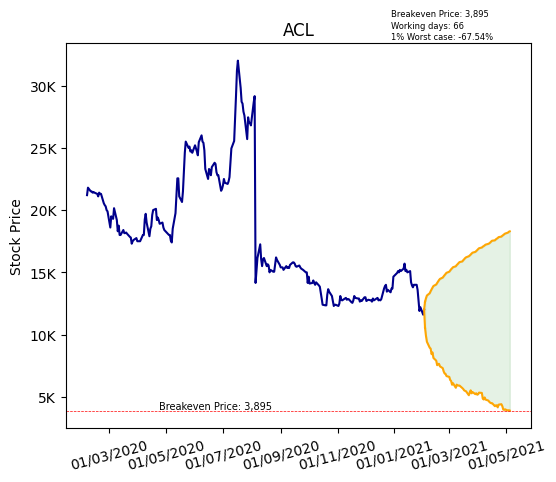 Breakeven Price: 3,895
Working days: 66
1% Worst case: -67.54%
ACL
Stock Price
30K
25K
20K
15K
10K
5K
Breakeven Price: 3,895
01/03/2020
01/05/2020
01/07/2020
01/09/2020
01/11/2020
01/01/2021
01/03/2021
01/05/2021